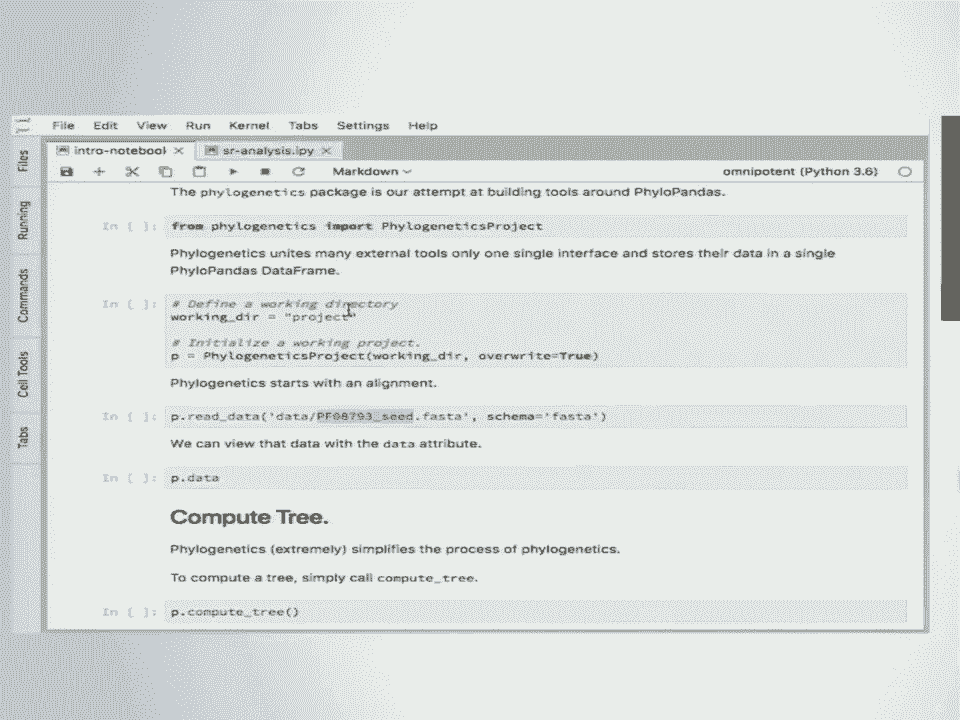 File Edit View Run Kernel Tabs Settings Help
intro-notebook × sr-analysis.ipy ×
Markdown omnipotent (Python 3.6)
Files
Running
Commands
Cell Tools
Tabs
The phylogenetics package is our attempt at building tools around PhyloPandas.
In [ ]: from phylogenetics import PhylogeneticsProject
Phylogenetics unites many external tools only one single interface and stores their data in a single
PhyloPandas DataFrame.
In [ ]: # Define a working directory
working_dir = "project"
# Initialize a working project.
p = PhylogeneticsProject(working_dir, overwrite=True)
Phylogenetics starts with an alignment.
In [ ]: p.read_data('data/PF08793_seed.fasta', schema='fasta')
We can view that data with the data attribute.
In [ ]: p.data
Compute Tree.
Phylogenetics (extremely) simplifies the process of phylogenetics.
To compute a tree, simply call compute_tree.
In [ ]: p.compute_tree()